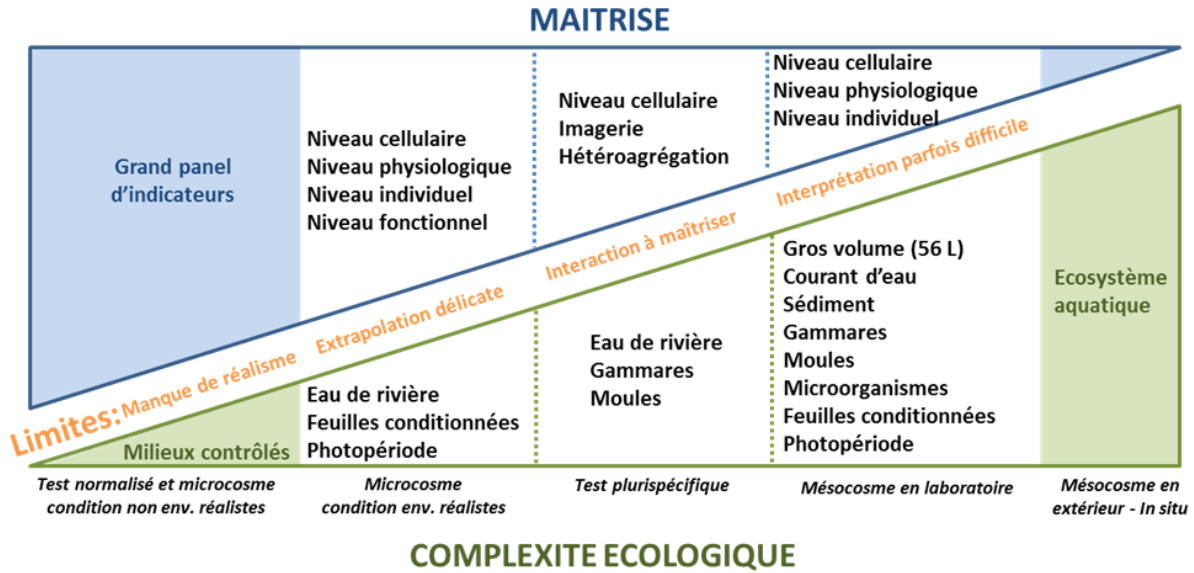 MAITRISE
Grand panel
d'indicateurs
Niveau cellulaire
Niveau physiologique
Niveau individuel
Niveau fonctionnel
Niveau cellulaire
Imagerie
Hétéroagrégation
Niveau cellulaire
Niveau physiologique
Niveau individuel
Limites: Manque de réalisme Extrapolation délicate Interaction à maîtriser Interprétation parfois difficile
Milieux contrôlés
Eau de rivière
Feuilles conditionnées
Photopériode
Eau de rivière
Gammares
Moules
Gros volume (56 L)
Courant d'eau
Sédiment
Gammares
Moules
Microorganismes
Feuilles conditionnées
Photopériode
Ecosystème
aquatique
Test normalisé et microcosme
condition non env. réalistes
Microcosme
condition env. réalistes
Test plurispécifique
Mésocosme en laboratoire
Mésocosme en
extérieur - In situ
COMPLEXITE ECOLOGIQUE